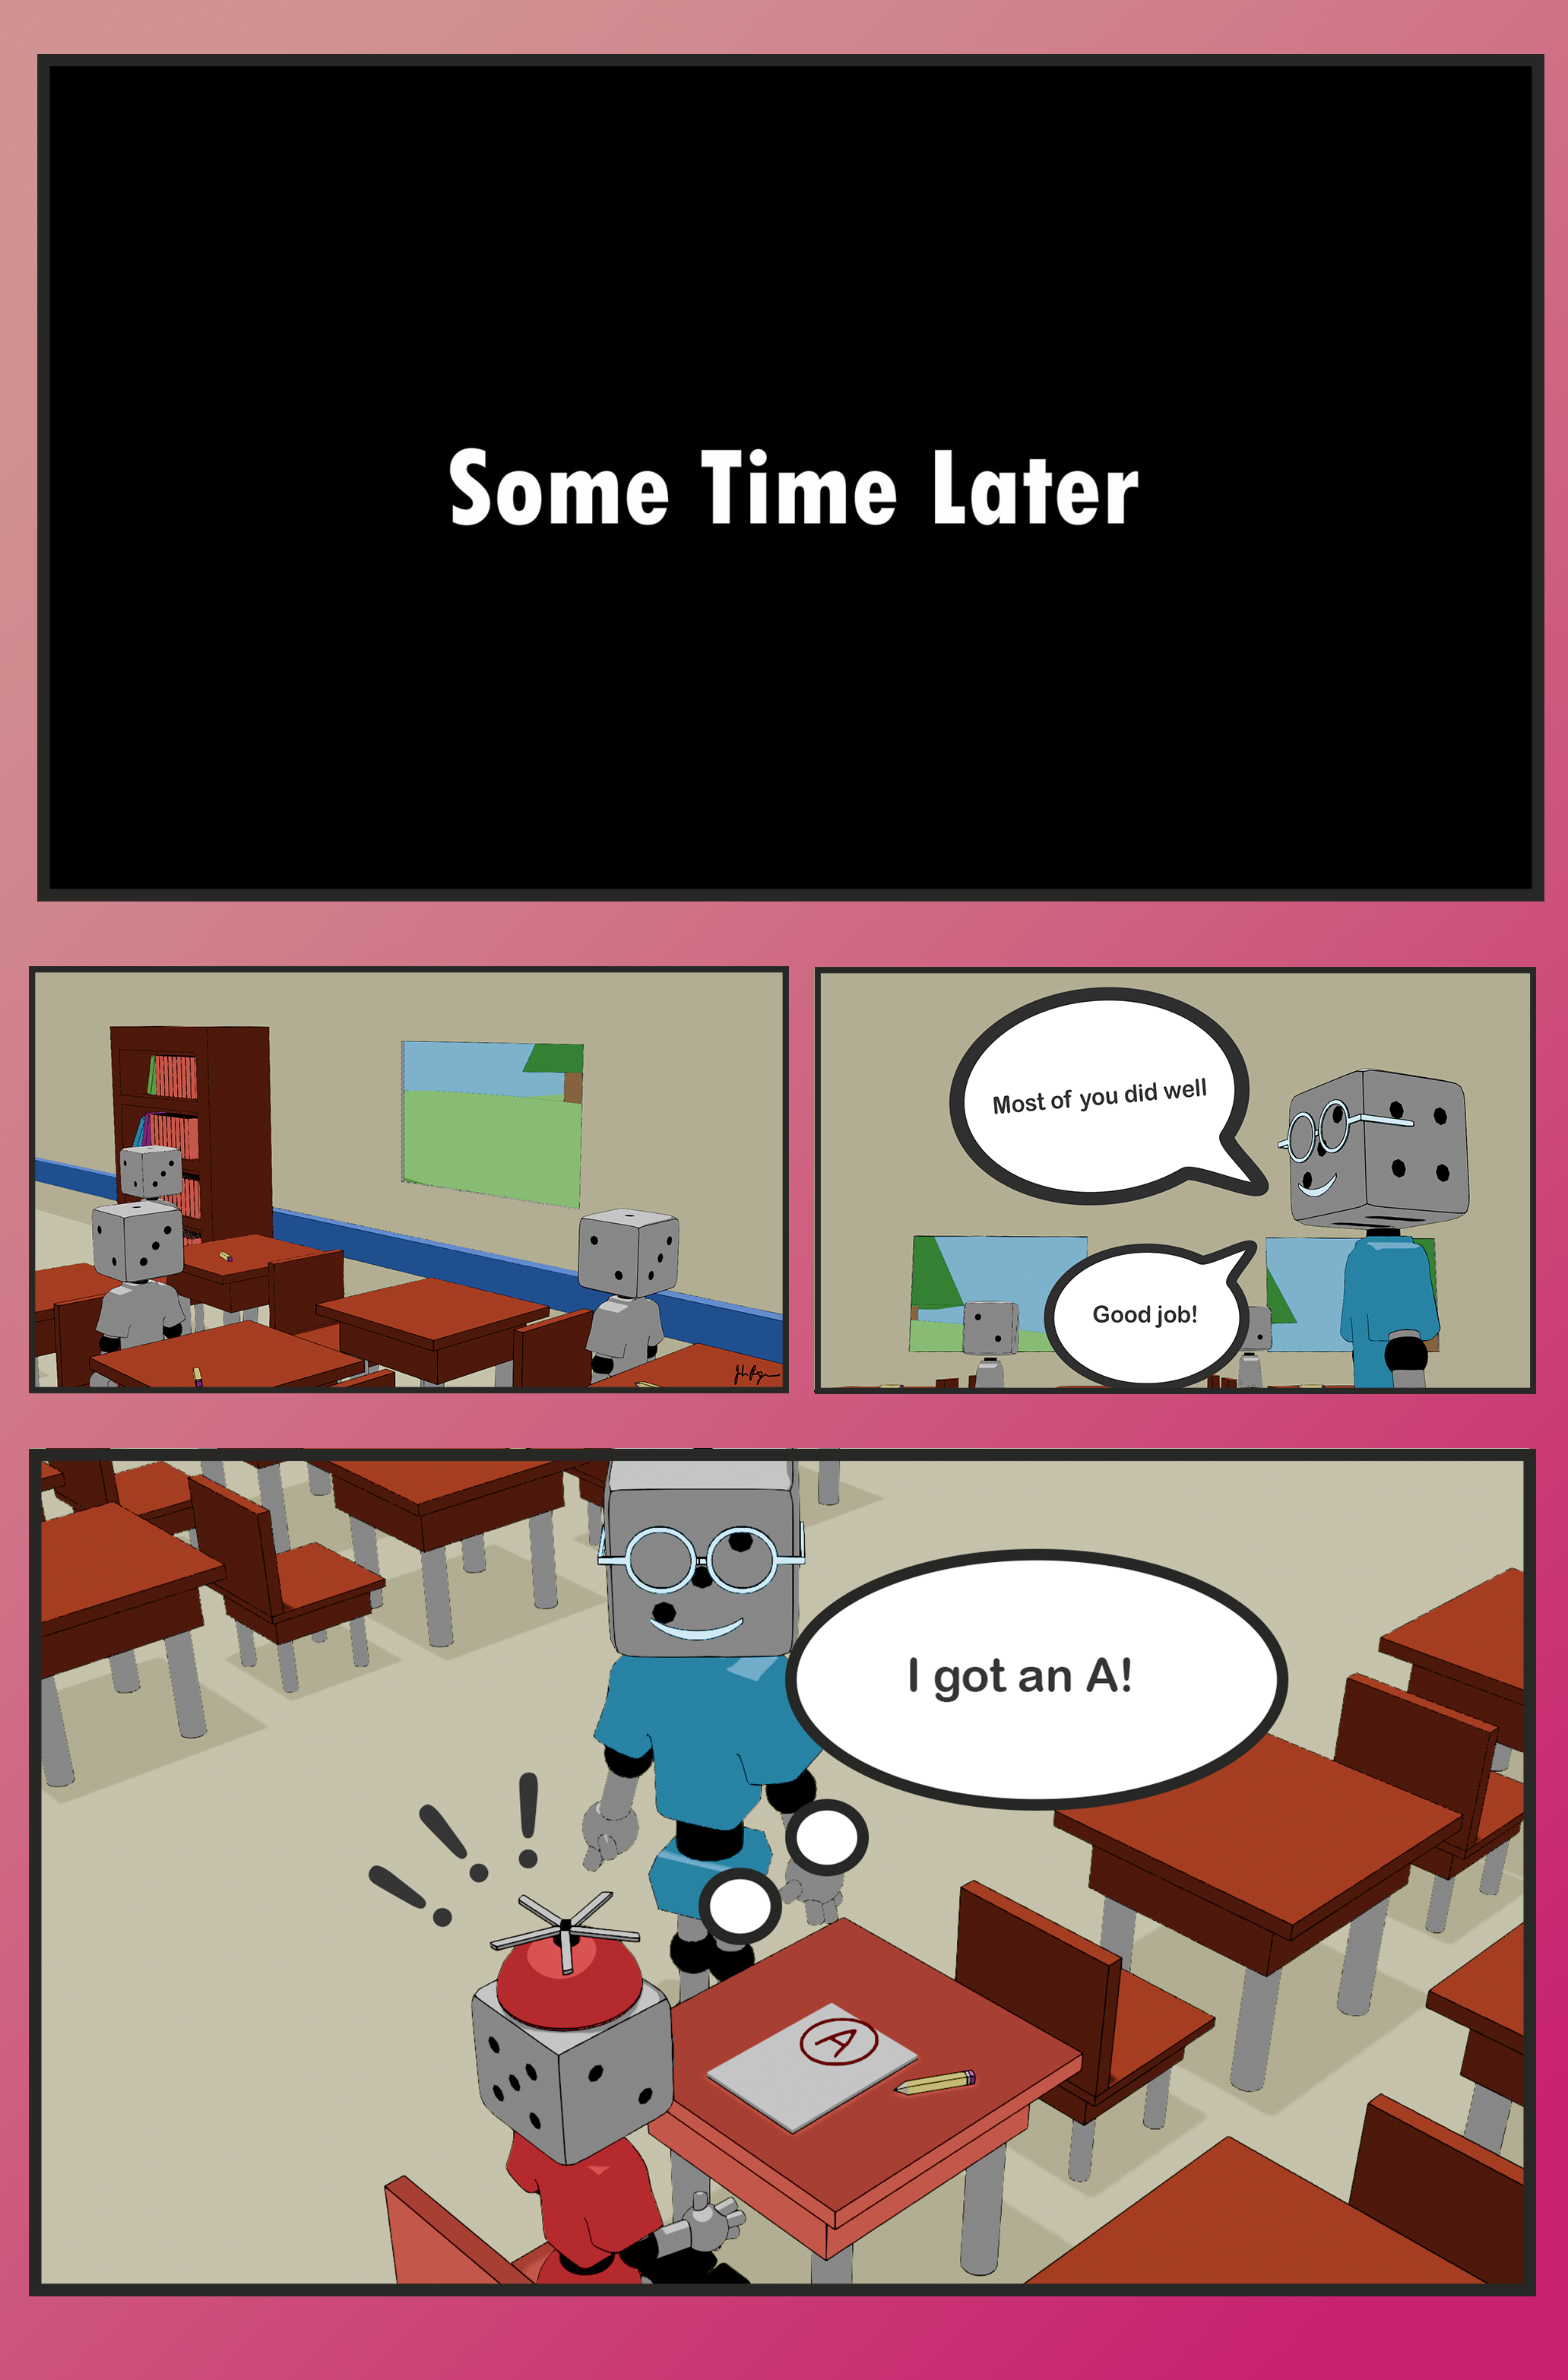 Some Time Later
Most of you did well
Good job!
I got an A!
! ! !
A